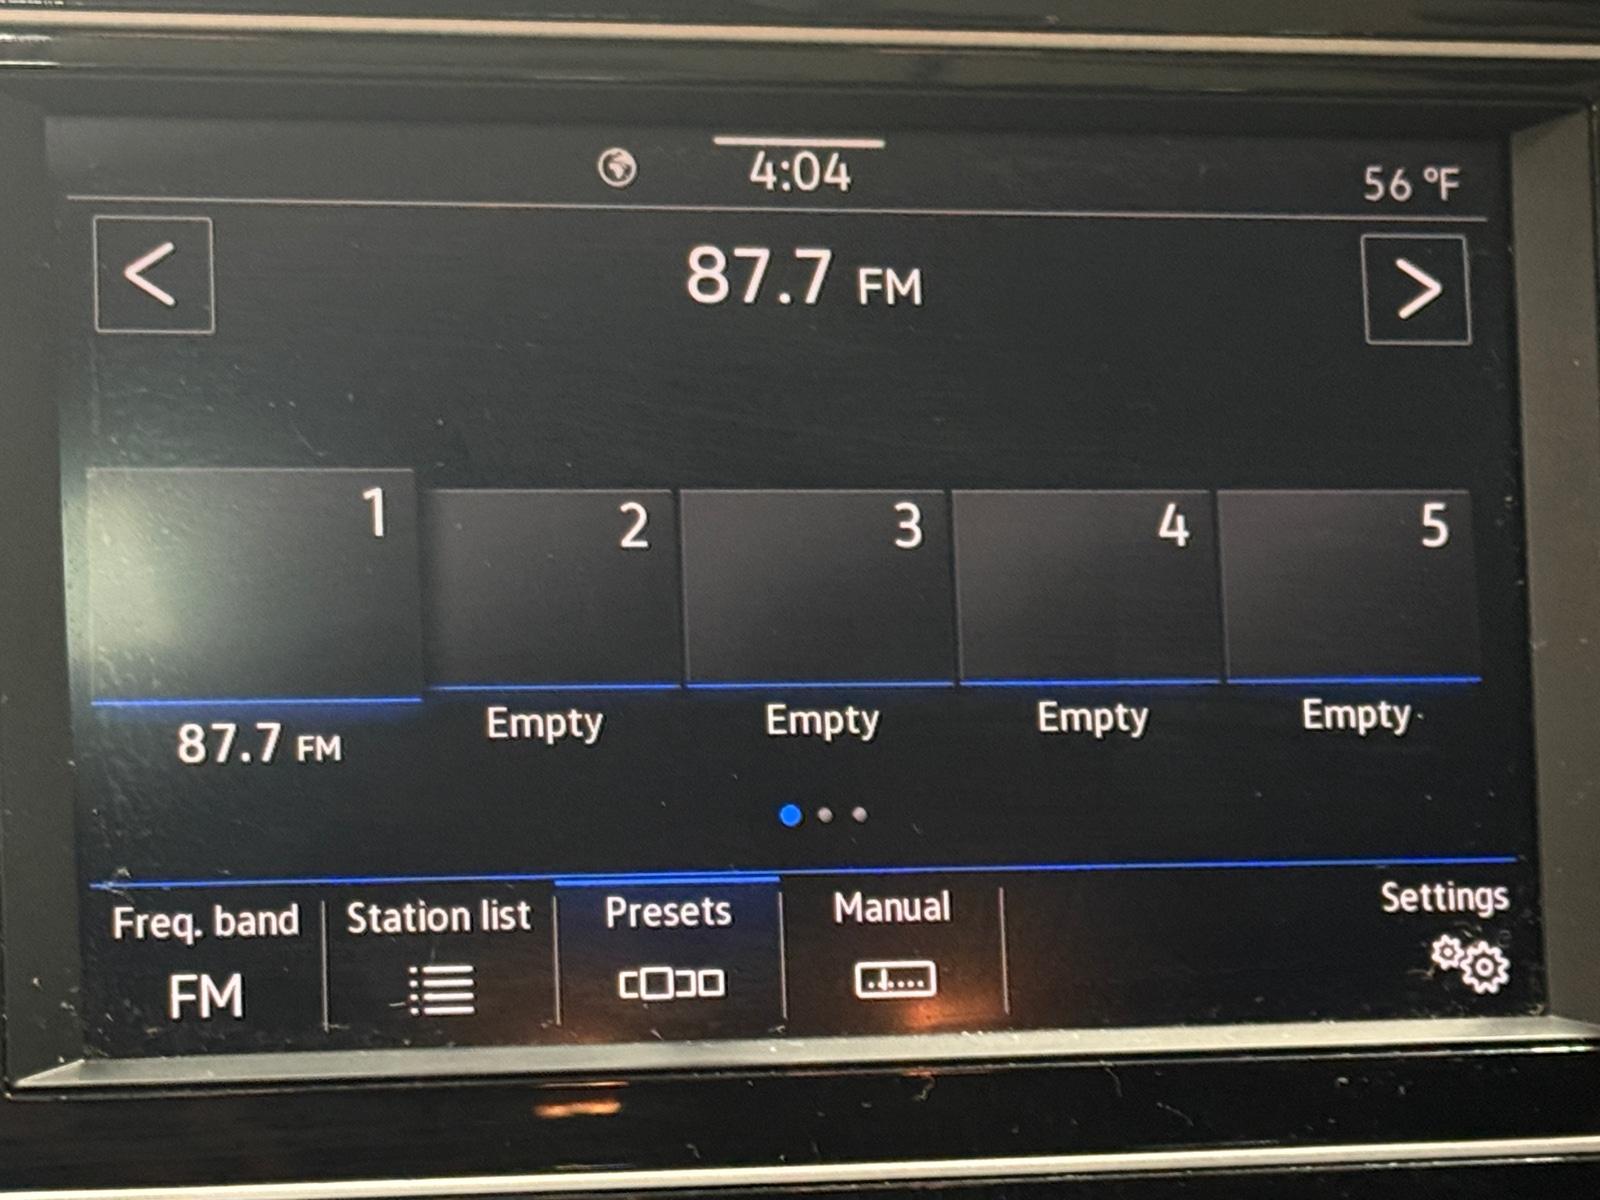 4:04
56 °F
<
87.7 FM
>
1
2
3
4
5
87.7 FM
Empty
Empty
Empty
Empty
Freq. band
Station list
Presets
Manual
Settings
FM